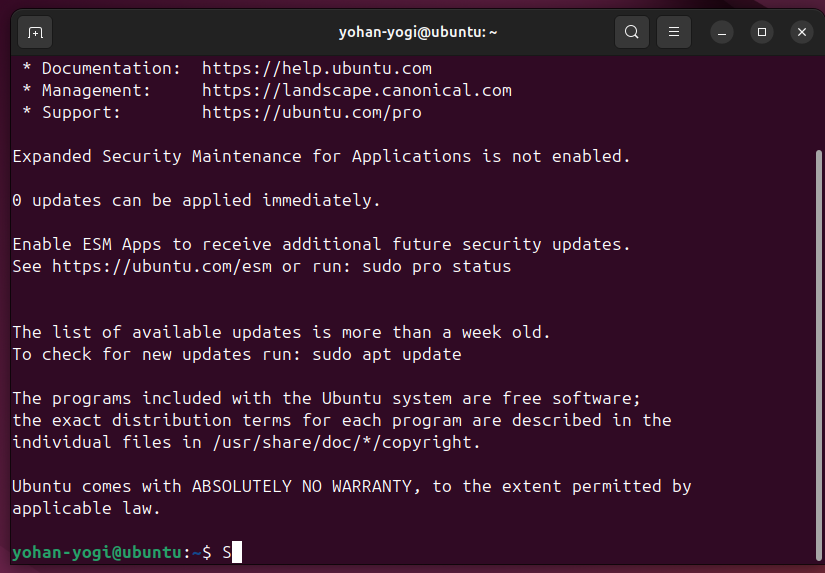 yohan-yogi@ubuntu: ~
* Documentation:  https://help.ubuntu.com
* Management:     https://landscape.canonical.com
* Support:        https://ubuntu.com/pro
Expanded Security Maintenance for Applications is not enabled.
0 updates can be applied immediately.
Enable ESM Apps to receive additional future security updates.
See https://ubuntu.com/esm or run: sudo pro status
The list of available updates is more than a week old.
To check for new updates run: sudo apt update
The programs included with the Ubuntu system are free software;
the exact distribution terms for each program are described in the
individual files in /usr/share/doc/*/copyright.
Ubuntu comes with ABSOLUTELY NO WARRANTY, to the extent permitted by
applicable law.
yohan-yogi@ubuntu:~$ S